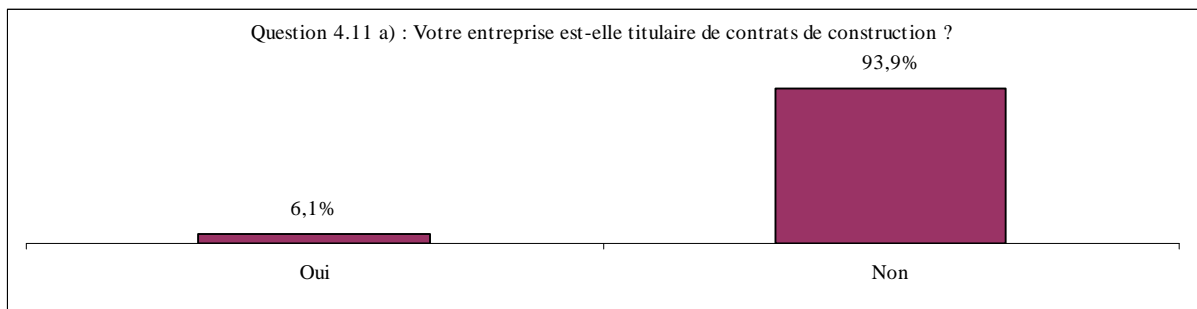 Question 4.11 a) : Votre entreprise est-elle titulaire de contrats de construction ?
93,9%
6,1%
Oui
Non